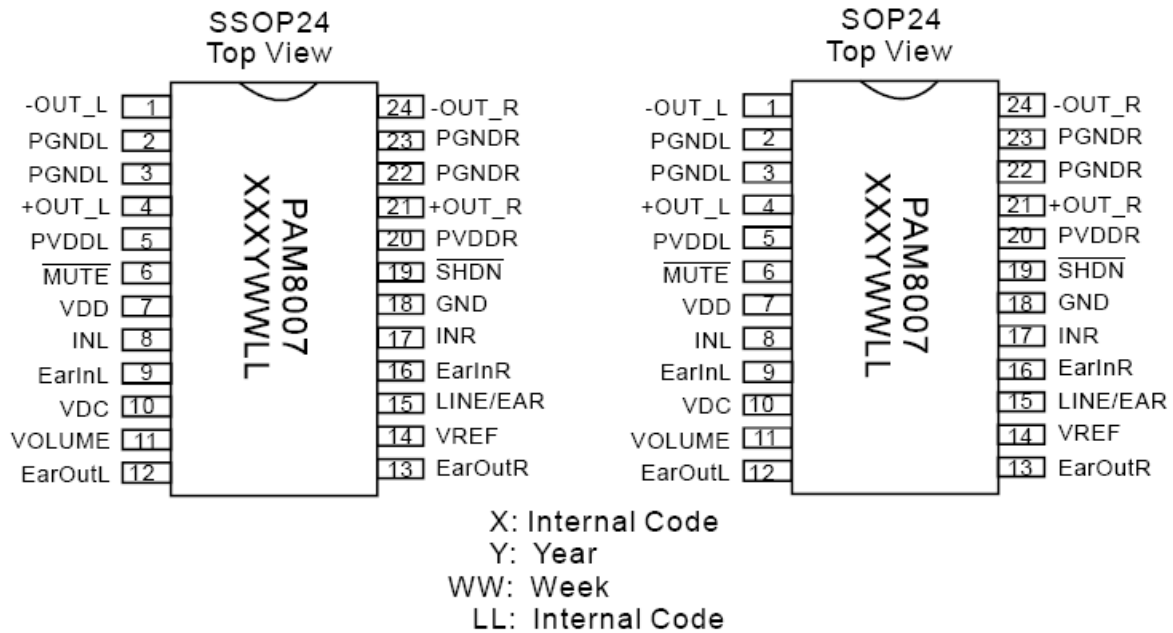 SSOP24
Top View
-OUT_L 1
PGNDL 2
PGNDL 3
+OUT_L 4
PVDDL 5
MUTE 6
VDD 7
INL 8
EarInL 9
VDC 10
VOLUME 11
EarOutL 12
24 -OUT_R
23 PGNDR
22 PGNDR
21 +OUT_R
20 PVDDR
19 SHDN
18 GND
17 INR
16 EarInR
15 LINE/EAR
14 VREF
13 EarOutR
PAM8007
XXXYWWLL
SOP24
Top View
-OUT_L 1
PGNDL 2
PGNDL 3
+OUT_L 4
PVDDL 5
MUTE 6
VDD 7
INL 8
EarInL 9
VDC 10
VOLUME 11
EarOutL 12
24 -OUT_R
23 PGNDR
22 PGNDR
21 +OUT_R
20 PVDDR
19 SHDN
18 GND
17 INR
16 EarInR
15 LINE/EAR
14 VREF
13 EarOutR
PAM8007
XXXYWWLL
X: Internal Code
Y: Year
WW: Week
LL: Internal Code